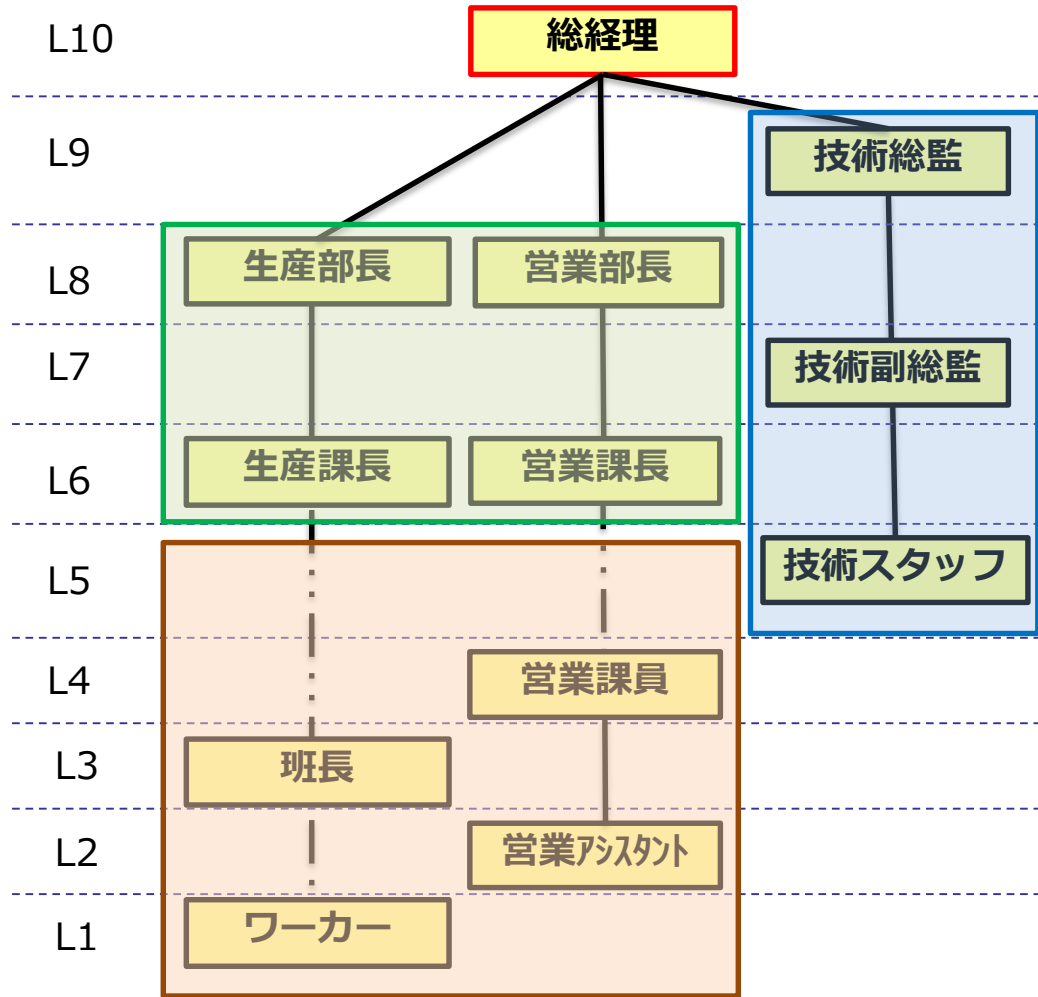 L10
総経理
L9
技術総監
L8
生産部長
営業部長
L7
技術副総監
L6
生産課長
営業課長
L5
技術スタッフ
L4
営業課員
L3
班長
L2
営業ｱｼｽﾀﾝﾄ
L1
ワーカー